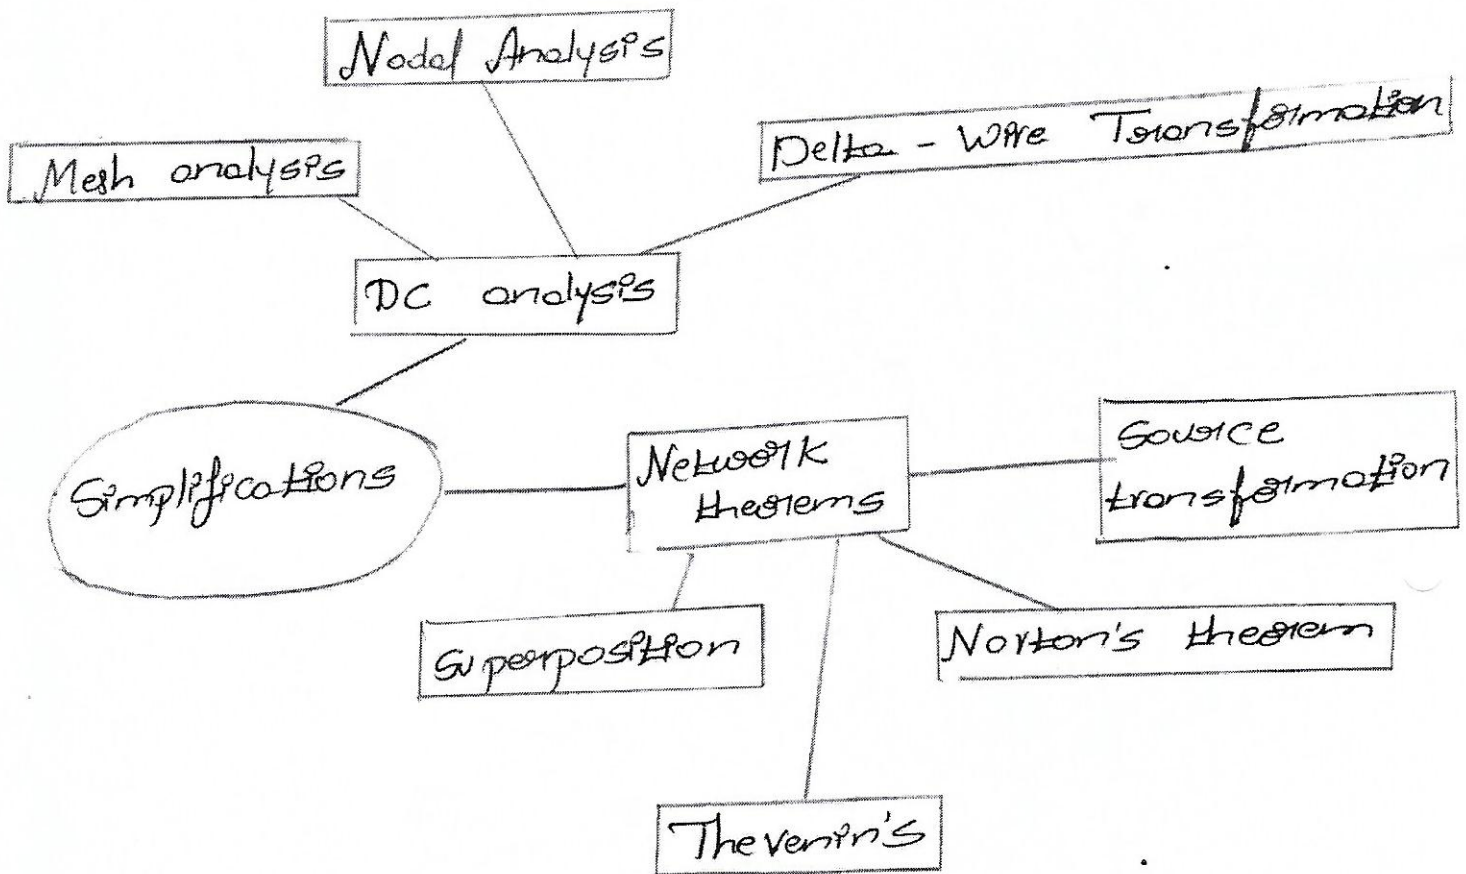 Nodal Analysis
Delta - Wire Transformation
Mesh analysis
DC analysis
Simplifications
Network
theorems
Source
transformation
Superposition
Norton's theorem
Thevenin's